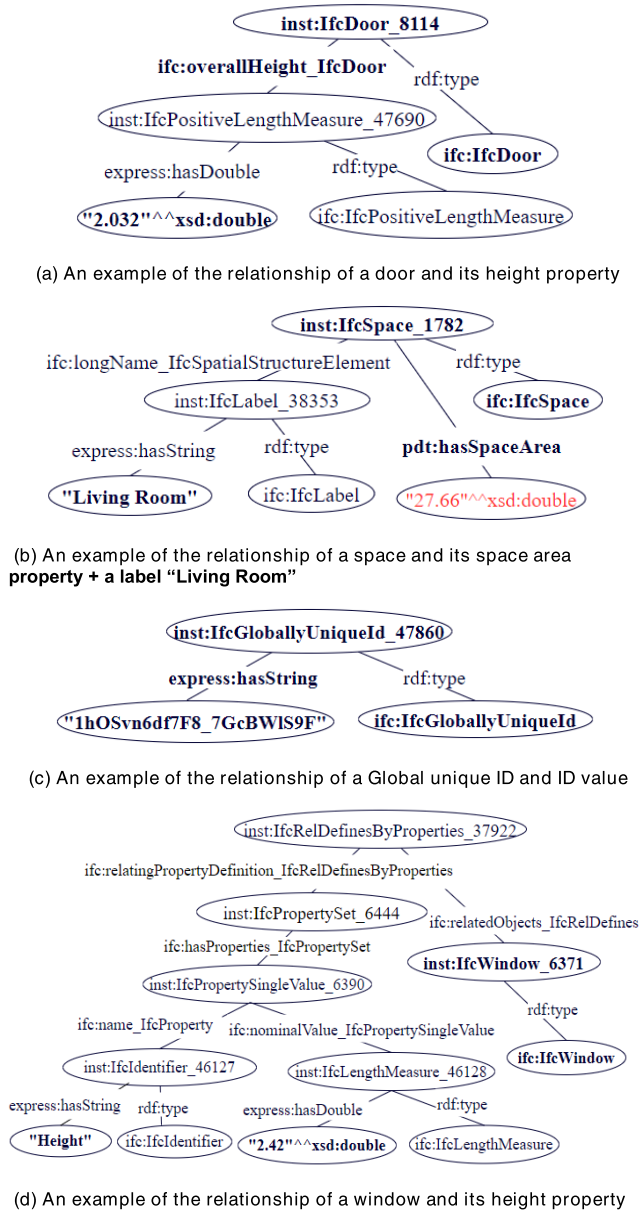 inst:IfcDoor_8114
ifc:overallHeight_IfcDoor
rdf:type
inst:IfcPositiveLengthMeasure_47690
ifc:IfcDoor
express:hasDouble
rdf:type
"2.032"^^xsd:double
ifc:IfcPositiveLengthMeasure
(a) An example of the relationship of a door and its height property
inst:IfcSpace_1782
ifc:longName_IfcSpatialStructureElement
rdf:type
inst:IfcLabel_38353
ifc:IfcSpace
express:hasString
rdf:type
pdt:hasSpaceArea
"Living Room"
ifc:IfcLabel
"27.66"^^xsd:double
(b) An example of the relationship of a space and its space area
property + a label “Living Room”
inst:IfcGloballyUniqueId_47860
express:hasString
rdf:type
"1hOSvn6df7F8_7GcBWlS9F"
ifc:IfcGloballyUniqueId
(c) An example of the relationship of a Global unique ID and ID value
inst:IfcRelDefinesByProperties_37922
ifc:relatingPropertyDefinition_IfcRelDefinesByProperties
inst:IfcPropertySet_6444
ifc:relatedObjects_IfcRelDefines
ifc:hasProperties_IfcPropertySet
inst:IfcWindow_6371
inst:IfcPropertySingleValue_6390
rdf:type
ifc:name_IfcProperty
ifc:nominalValue_IfcPropertySingleValue
ifc:IfcWindow
inst:IfcIdentifier_46127
inst:IfcLengthMeasure_46128
express:hasString
rdf:type
express:hasDouble
rdf:type
"Height"
ifc:IfcIdentifier
"2.42"^^xsd:double
ifc:IfcLengthMeasure
(d) An example of the relationship of a window and its height property